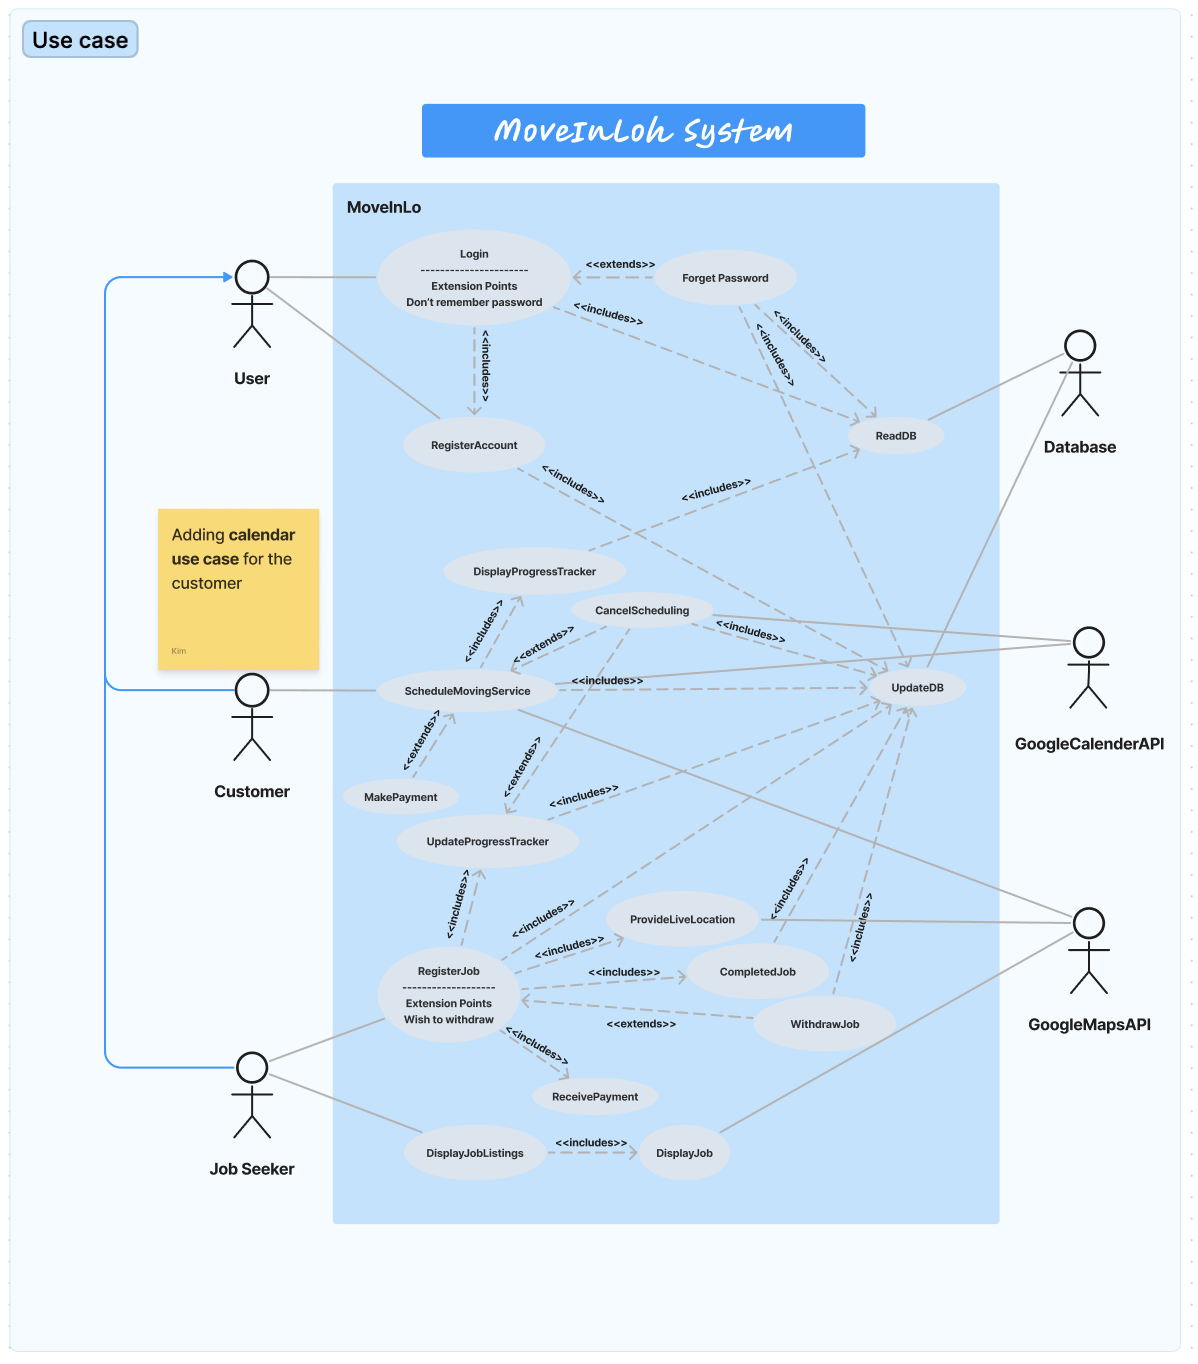 Use case
MoveInLoh System
MoveInLo
Login
-----------------------
Extension Points
Don't remember password
<<extends>>
Forget Password
<<includes>>
<<includes>>
<<includes>>
<<includes>>
User
RegisterAccount
ReadDB
Database
<<includes>>
<<includes>>
Adding calendar
use case for the
customer
Kim
DisplayProgressTracker
CancelScheduling
<<includes>>
<<extends>>
<<includes>>
ScheduleMovingService
<<includes>>
UpdateDB
GoogleCalenderAPI
Customer
<<extends>>
<<extends>>
MakePayment
<<includes>>
UpdateProgressTracker
<<includes>>
<<includes>>
<<includes>>
<<includes>>
ProvideLiveLocation
<<includes>>
RegisterJob
--------------------
Extension Points
Wish to withdraw
<<includes>>
CompletedJob
<<extends>>
WithdrawJob
GoogleMapsAPI
<<includes>>
ReceivePayment
Job Seeker
DisplayJobListings
<<includes>>
DisplayJob